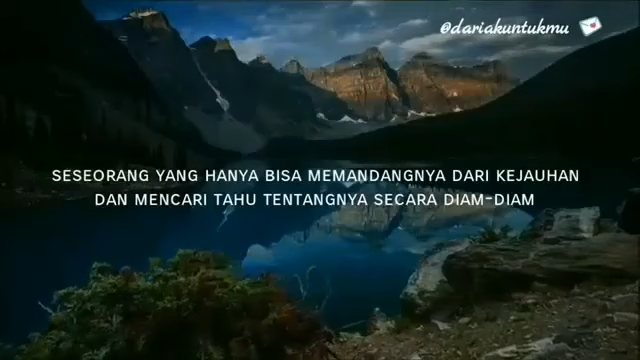 @dariakuntukmu
SESEORANG YANG HANYA BISA MEMANDANGNYA DARI KEJAUHAN
DAN MENCARI TAHU TENTANGNYA SECARA DIAM-DIAM